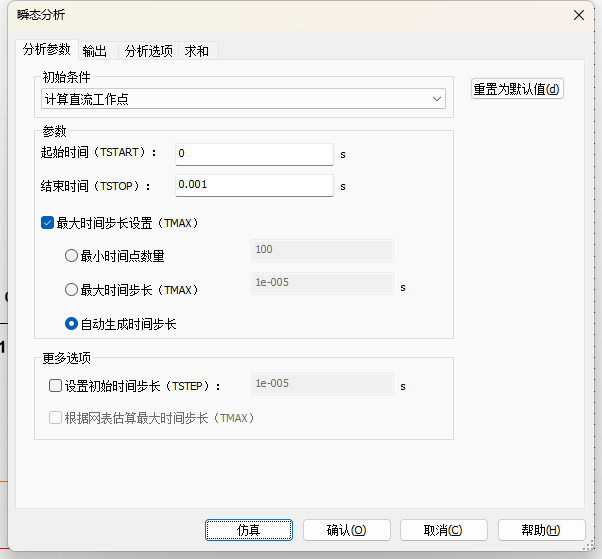 瞬态分析
分析参数 输出 分析选项 求和
初始条件
计算直流工作点
重置为默认值(d)
参数
起始时间（TSTART）： 0 s
结束时间（TSTOP）： 0.001 s
最大时间步长设置（TMAX）
最小时间点数量 100
最大时间步长（TMAX） 1e-005 s
自动生成时间步长
更多选项
设置初始时间步长（TSTEP）： 1e-005 s
根据网表估算最大时间步长（TMAX）
仿真 确认(O) 取消(C) 帮助(H)
1